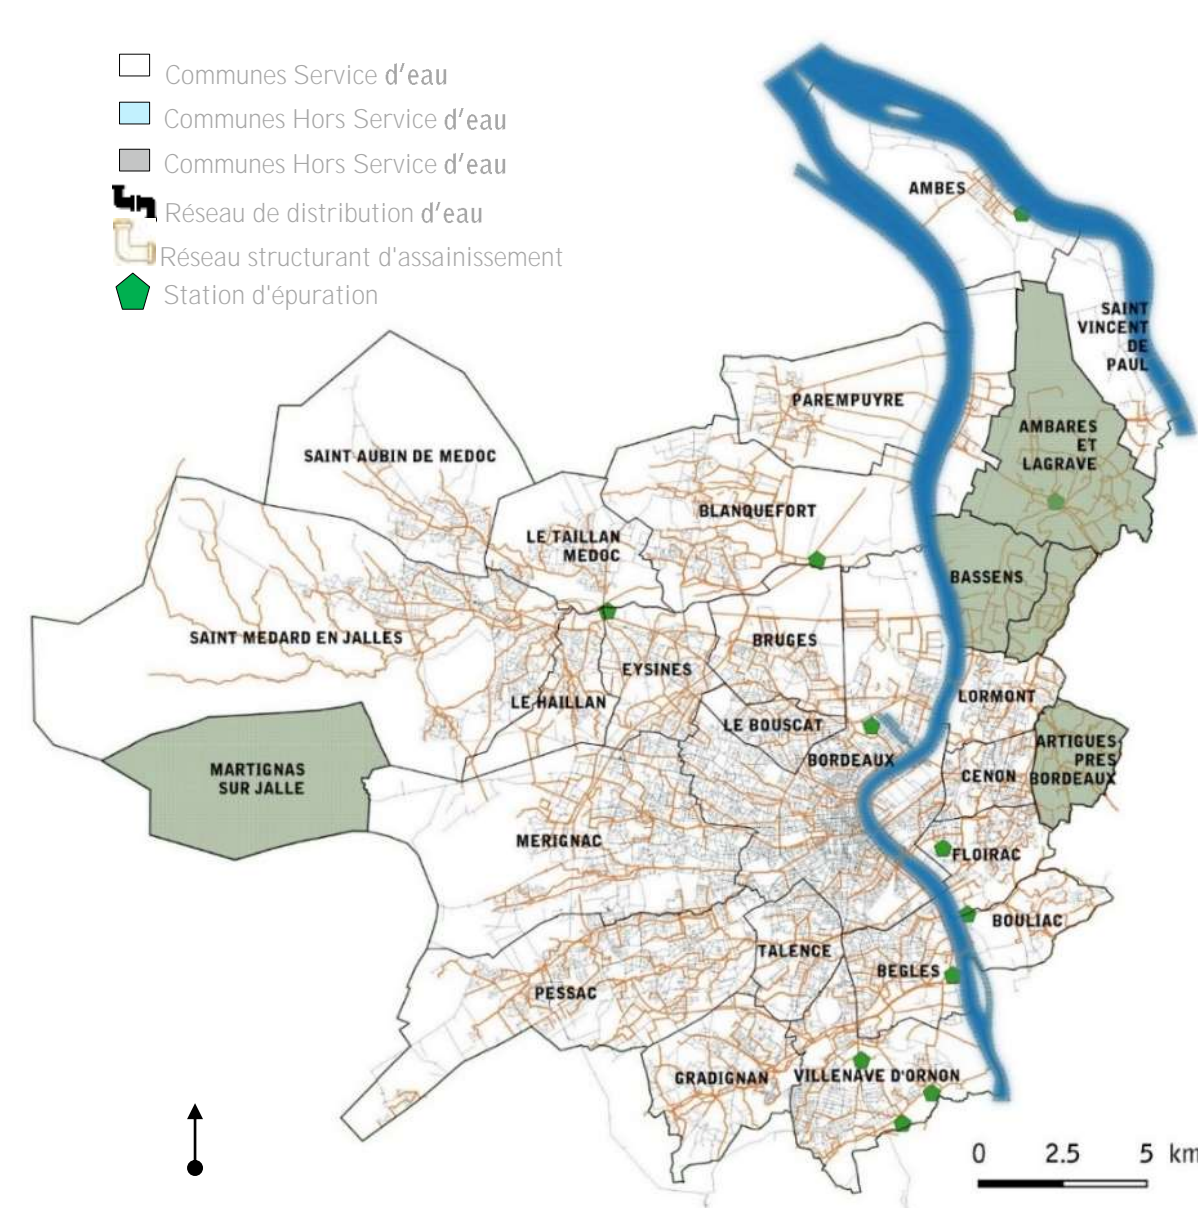 Communes Service d’eau
Communes Hors Service d’eau
Communes Hors Service d’eau
Réseau de distribution d’eau
Réseau structurant d'assainissement
Station d'épuration
AMBES
SAINT
VINCENT
DE
PAUL
PAREMPUYRE
AMBARES
ET
LAGRAVE
SAINT AUBIN DE MEDOC
BLANQUEFORT
LE TAILLAN
MEDOC
BASSENS
SAINT MEDARD EN JALLES
BRUGES
EYSINES
LE HAILLAN
LORMONT
LE BOUSCAT
BORDEAUX
ARTIGUES
PRES
BORDEAUX
CENON
MARTIGNAS
SUR JALLE
MERIGNAC
FLOIRAC
BOULIAC
TALENCE
BEGLES
PESSAC
GRADIGNAN
VILLENAVE D'ORNON
0 2.5 5 km